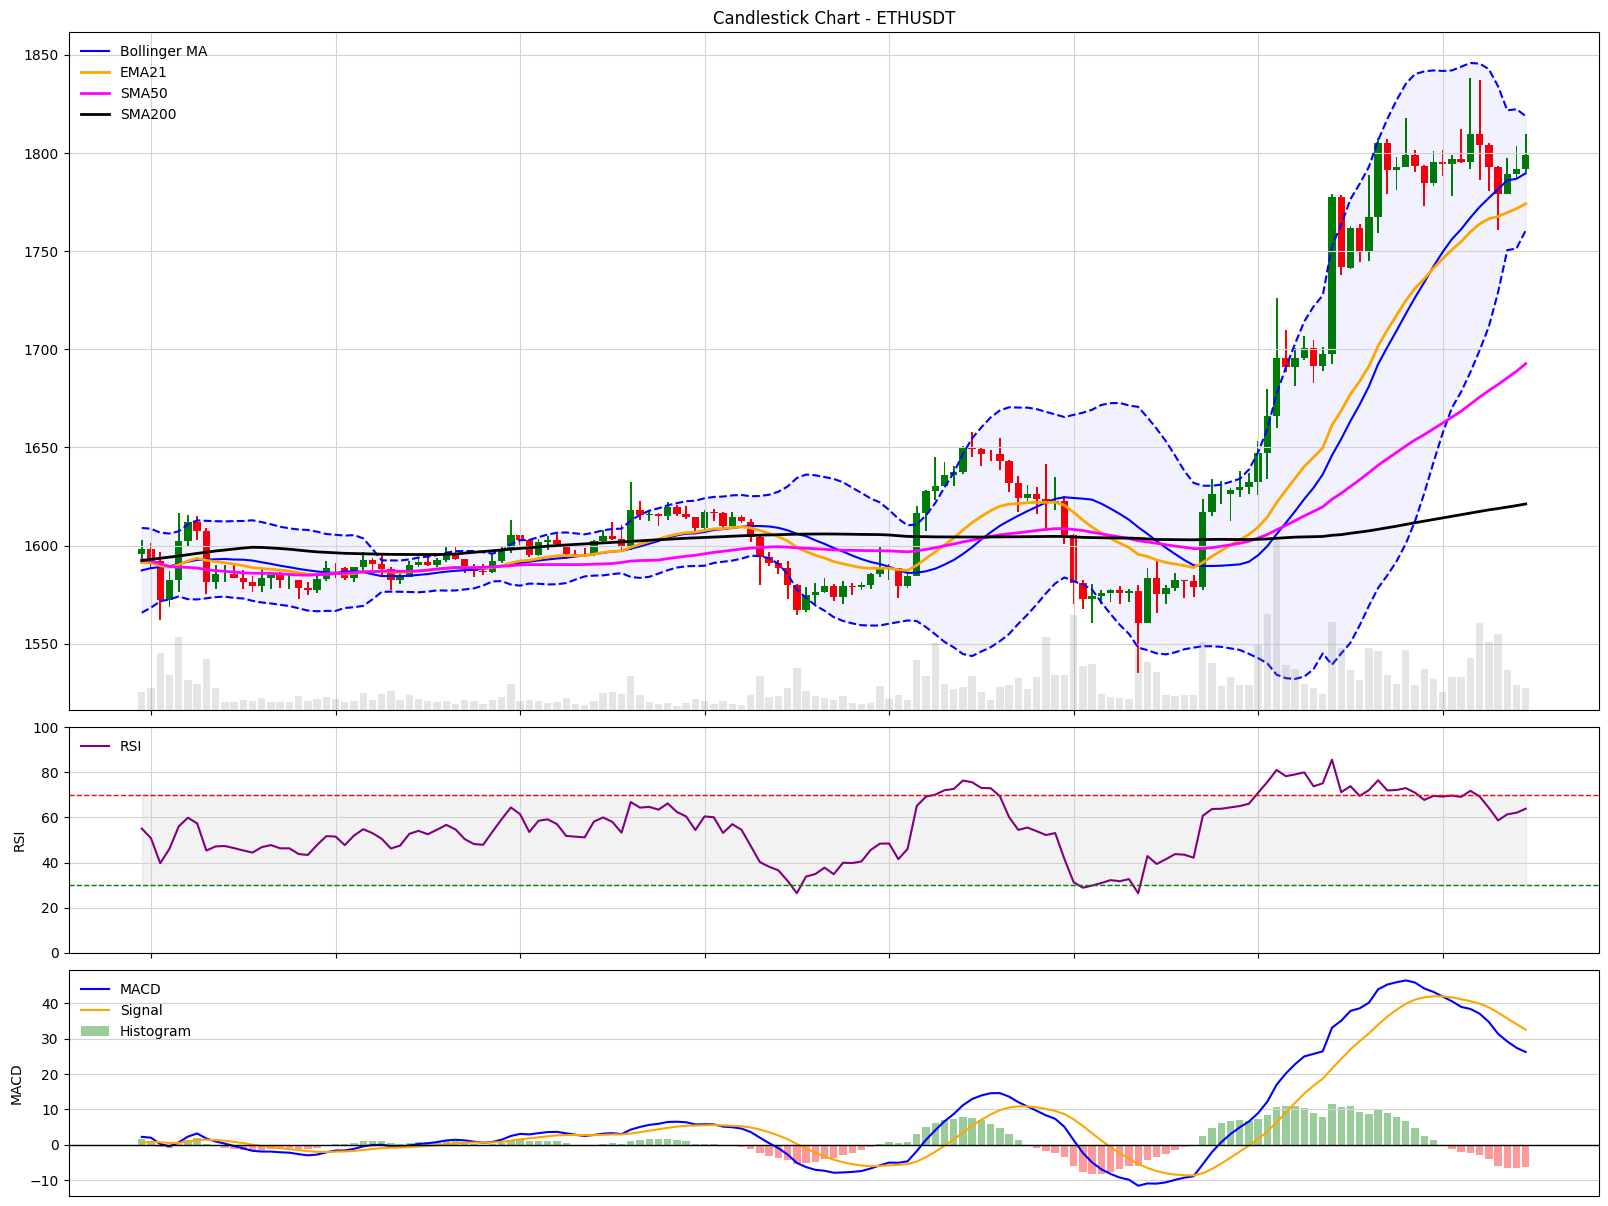 Candlestick Chart - ETHUSDT
1850
1800
1750
1700
1650
1600
1550
Bollinger MA
EMA21
SMA50
SMA200
100
80
60
40
20
0
RSI
RSI
40
30
20
10
0
−10
MACD
MACD
Signal
Histogram